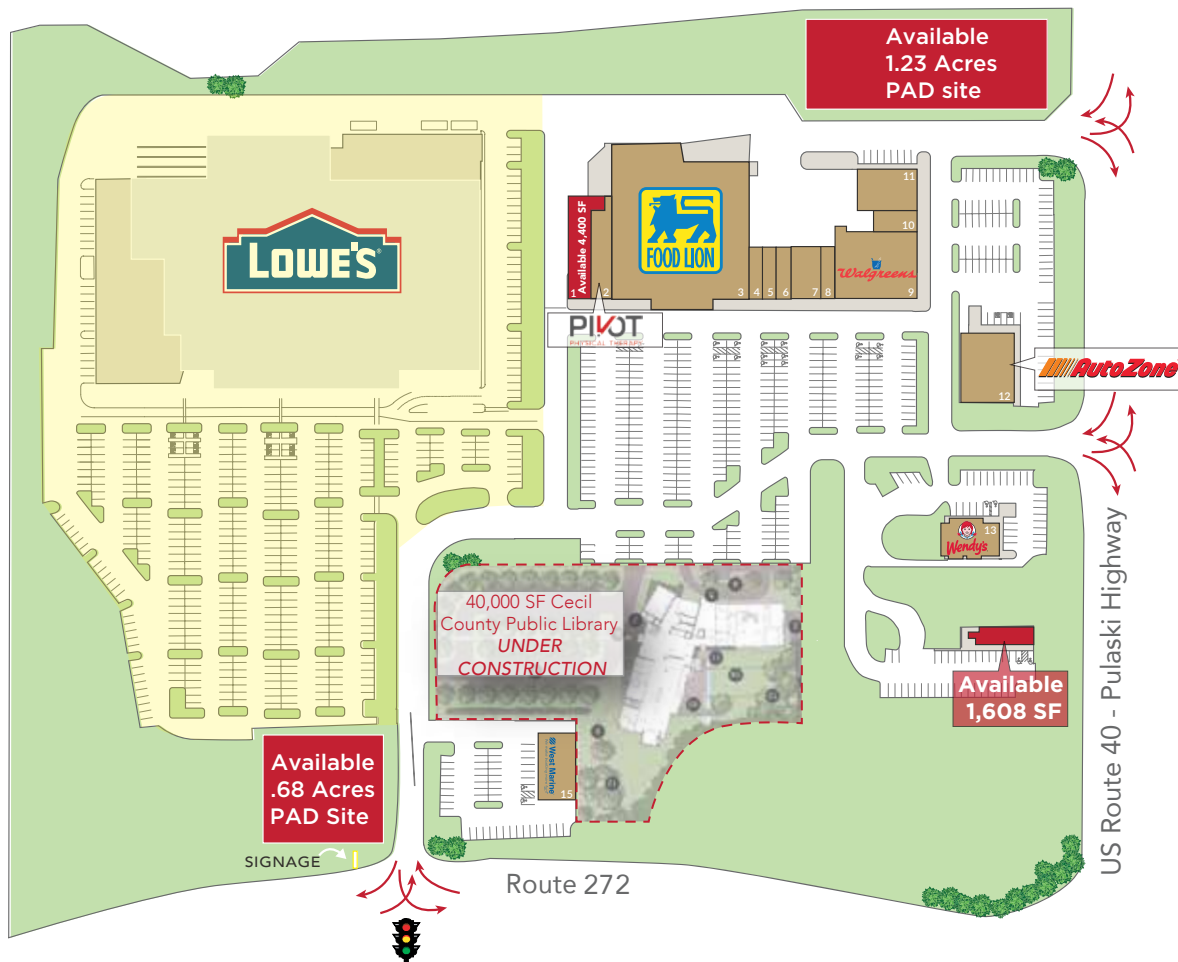 Available
1.23 Acres
PAD site
LOWE'S
Available 4,400 SF
1
2
FOOD LION
3
4
5
6
7
8
Walgreens
9
10
11
PIVOT
PHYSICAL THERAPY
AutoZone
12
Wendy's
13
40,000 SF Cecil
County Public Library
UNDER
CONSTRUCTION
Available
1,608 SF
West Marine
15
Available
.68 Acres
PAD Site
SIGNAGE
Route 272
US Route 40 - Pulaski Highway